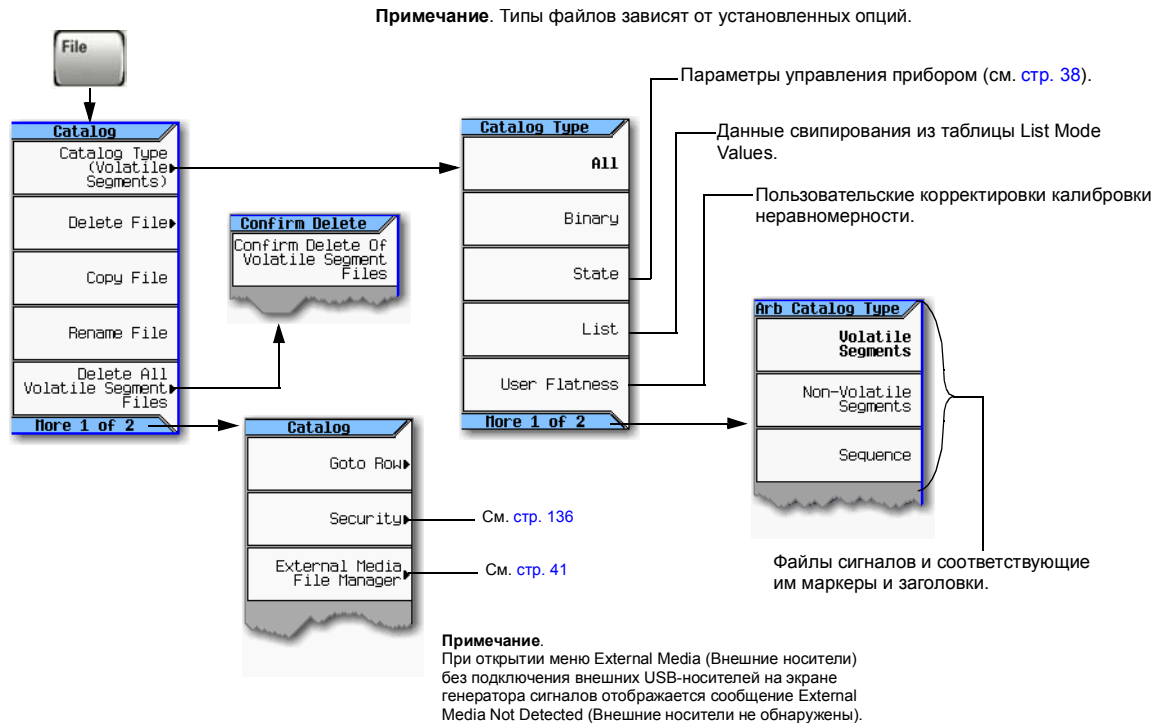 Примечание. Типы файлов зависят от установленных опций.
File
Catalog
Catalog Type
(Volatile
Segments)
Delete File
Copy File
Rename File
Delete All
Volatile Segment
Files
More 1 of 2
Confirm Delete
Confirm Delete Of
Volatile Segment
Files
Catalog
Goto Row
Security
External Media
File Manager
См. стр. 136
См. стр. 41
Catalog Type
All
Binary
State
List
User Flatness
More 1 of 2
Параметры управления прибором (см. стр. 38).
Данные свипирования из таблицы List Mode
Values.
Пользовательские корректировки калибровки
неравномерности.
Arb Catalog Type
Volatile
Segments
Non-Volatile
Segments
Sequence
Файлы сигналов и соответствующие
им маркеры и заголовки.
Примечание.
При открытии меню External Media (Внешние носители)
без подключения внешних USB-носителей на экране
генератора сигналов отображается сообщение External
Media Not Detected (Внешние носители не обнаружены).